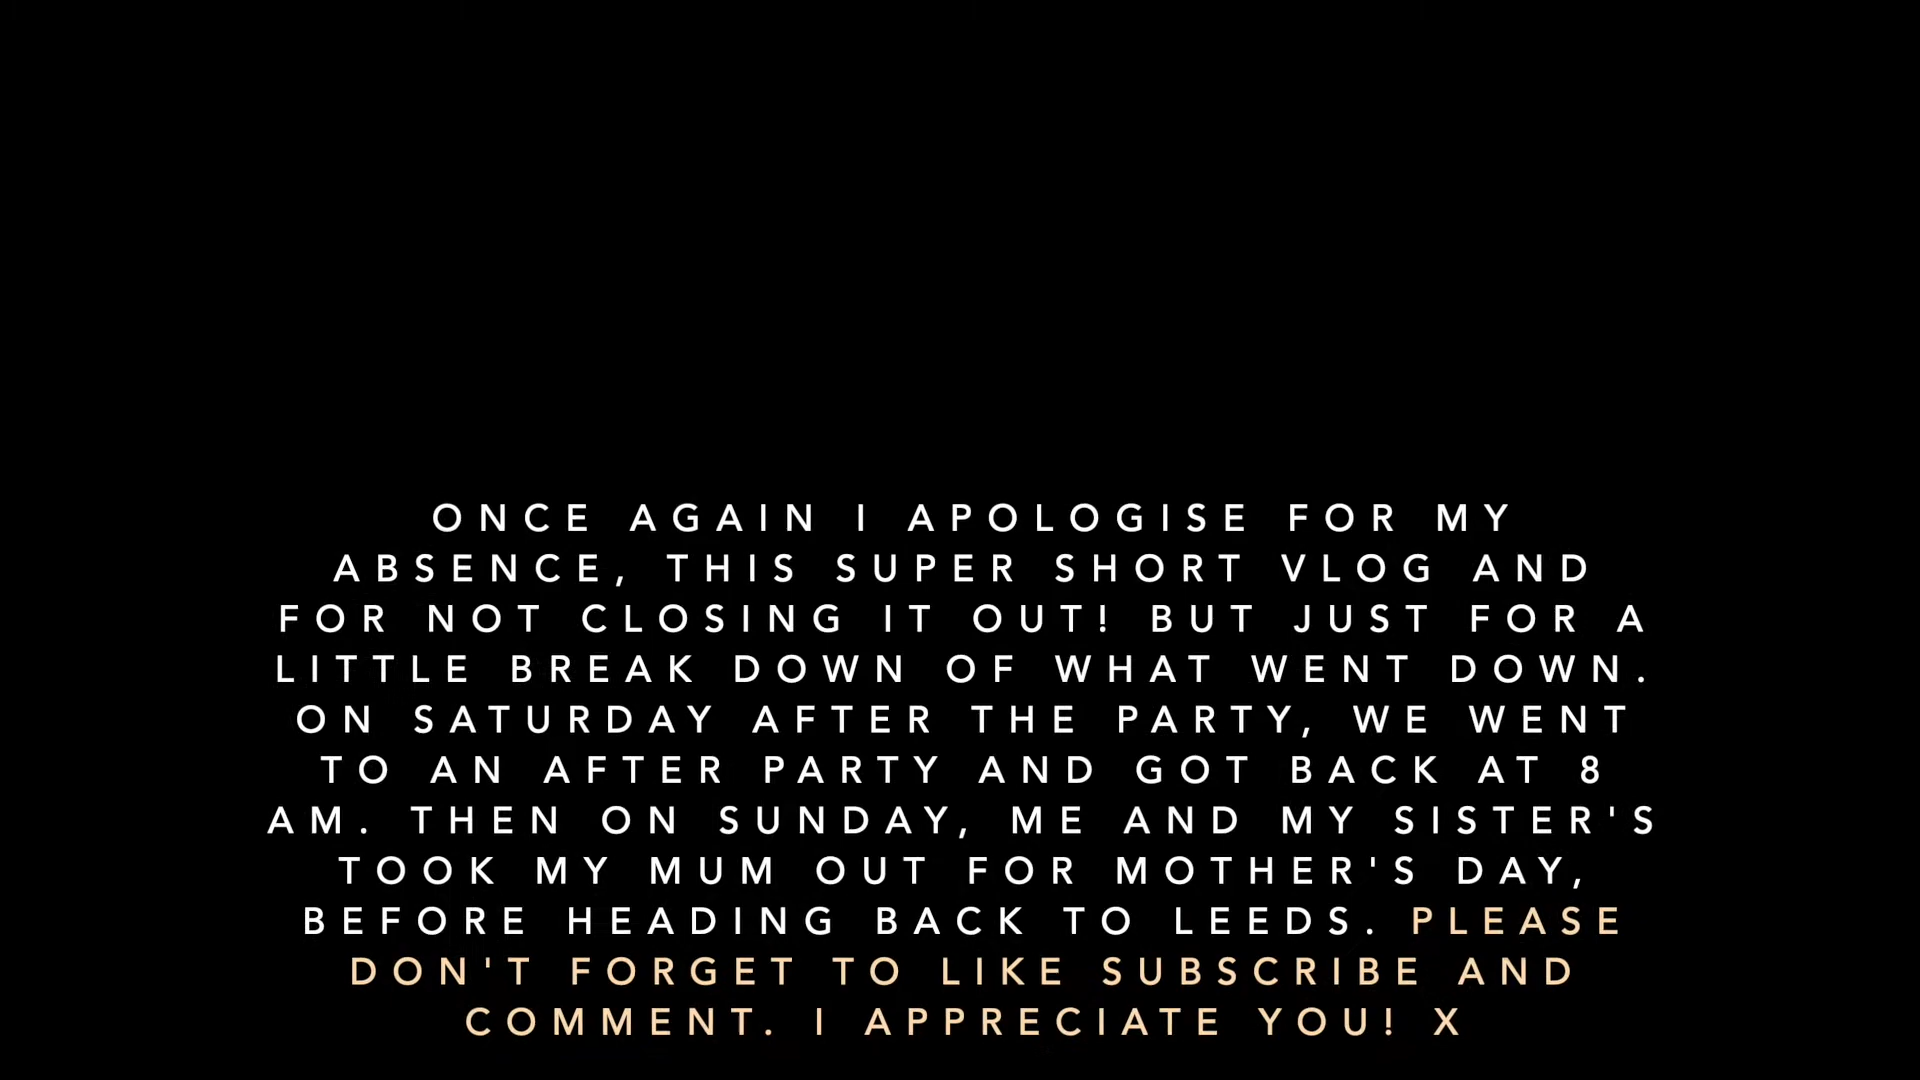 ONCE AGAIN I APOLOGISE FOR MY
ABSENCE, THIS SUPER SHORT VLOG AND
FOR NOT CLOSING IT OUT! BUT JUST FOR A
LITTLE BREAK DOWN OF WHAT WENT DOWN.
ON SATURDAY AFTER THE PARTY, WE WENT
TO AN AFTER PARTY AND GOT BACK AT 8
AM. THEN ON SUNDAY, ME AND MY SISTER'S
TOOK MY MUM OUT FOR MOTHER'S DAY,
BEFORE HEADING BACK TO LEEDS. PLEASE
DON'T FORGET TO LIKE SUBSCRIBE AND
COMMENT. I APPRECIATE YOU! X